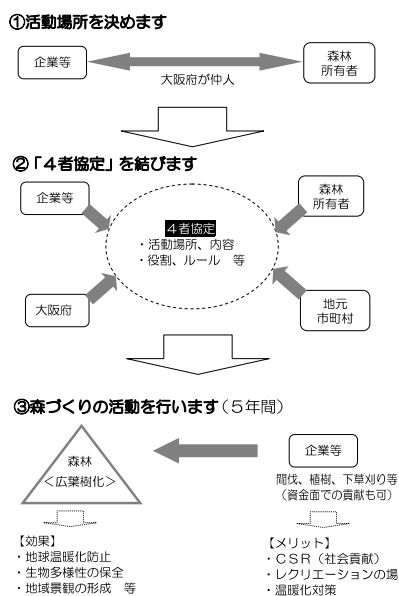 ①活動場所を決めます
企業等
森林
所有者
大阪府が仲人
②「４者協定」を結びます
企業等
森林
所有者
４者協定
・活動場所、内容
・役割、ルール　等
大阪府
地元
市町村
③森づくりの活動を行います（５年間）
森林
＜広葉樹化＞
企業等
間伐、植樹、下草刈り等
（資金面での貢献も可）
【効果】
・地球温暖化防止
・生物多様性の保全
・地域景観の形成　等
【メリット】
・ＣＳＲ（社会貢献）
・レクリエーションの場
・温暖化対策